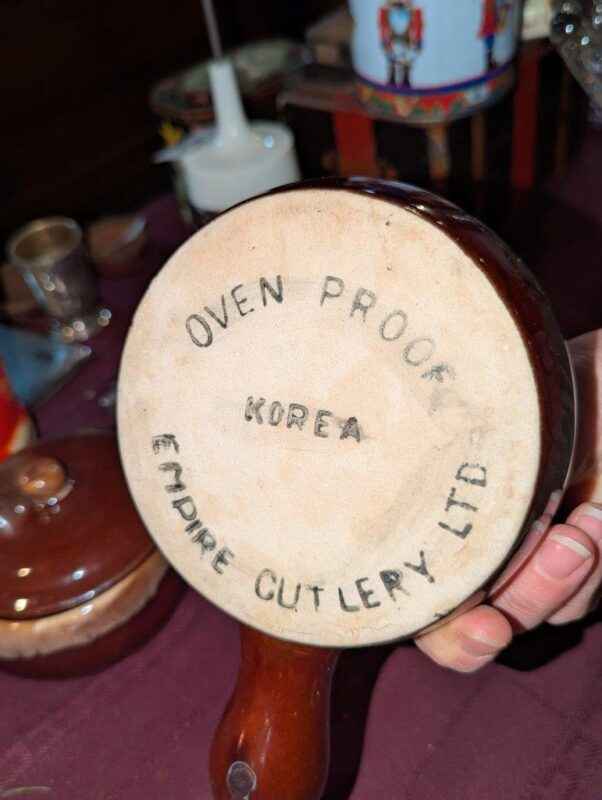 OVEN PROOF
KOREA
EMPIRE CUTLERY LTD